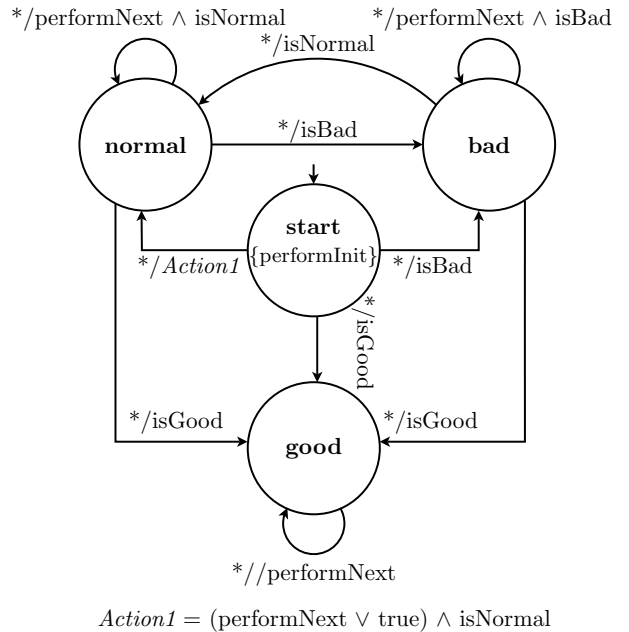 */performNext ∧ isNormal
*/performNext ∧ isBad
*/isNormal
*/isBad
normal
bad
start
{performInit}
*/Action1
*/isBad
*/isGood
*/isGood
*/isGood
good
*//performNext
Action1 = (performNext ∨ true) ∧ isNormal